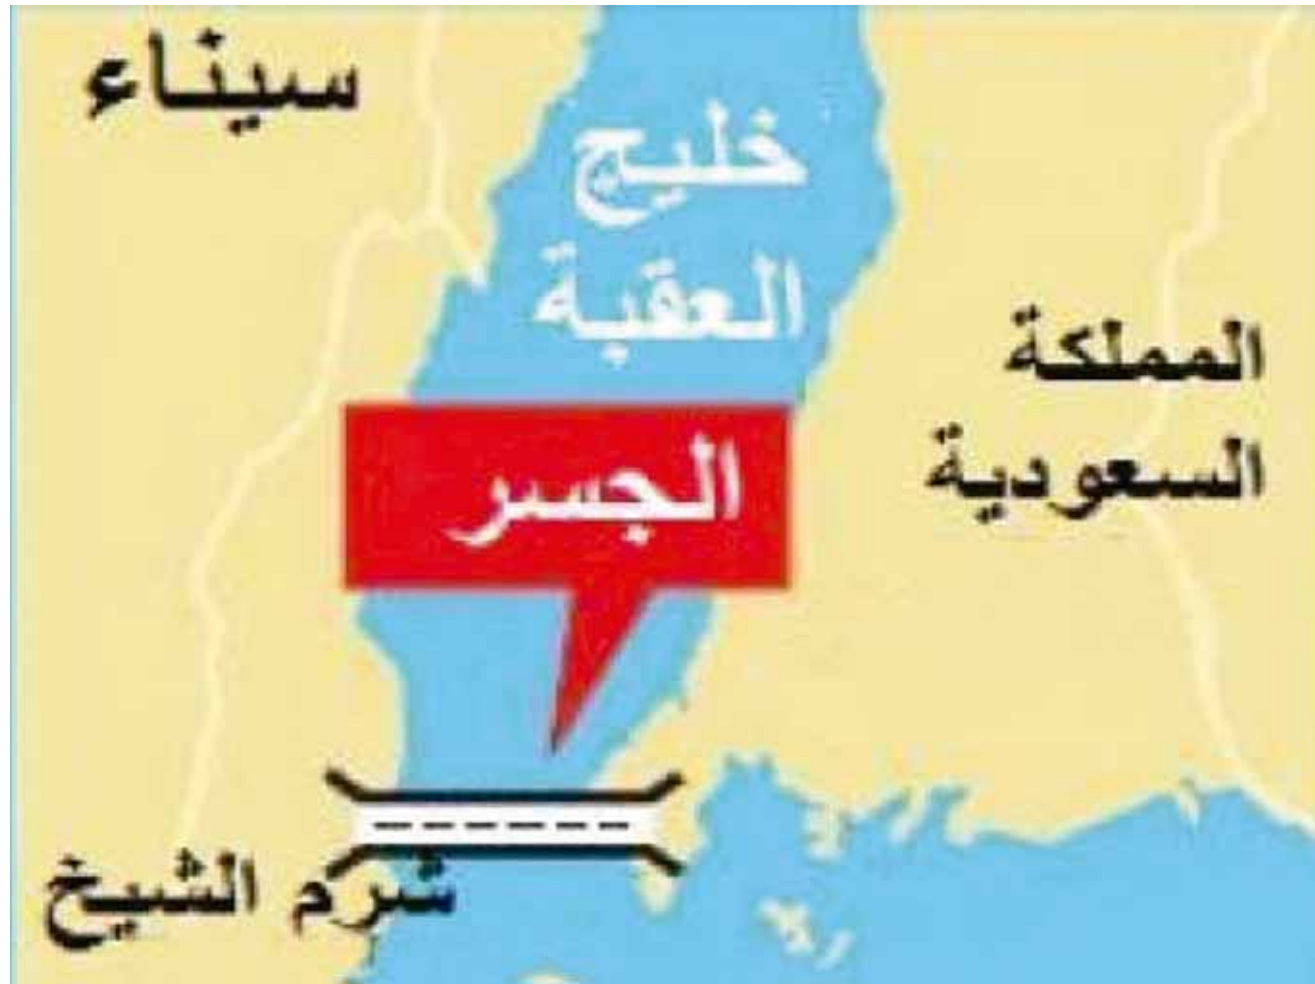 سيناء
خليج
العقبة
المملكة
السعودية
الجسر
شرم الشيخ